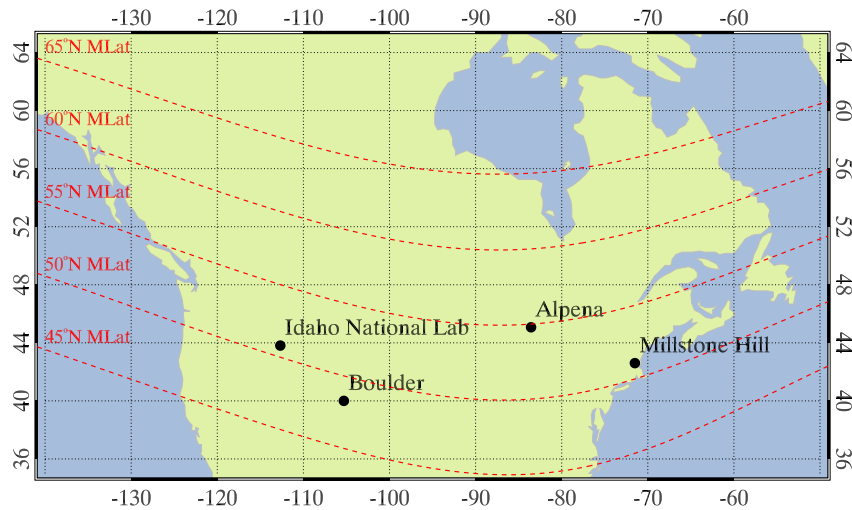 -130 -120 -110 -100 -90 -80 -70 -60
64 65°N MLat 64
60 60°N MLat 60
56 56
55°N MLat
52 52
50°N MLat
48 48
Alpena
45°N MLat Idaho National Lab
44 Millstone Hill 44
Boulder
40 40
36 36
-130 -120 -110 -100 -90 -80 -70 -60